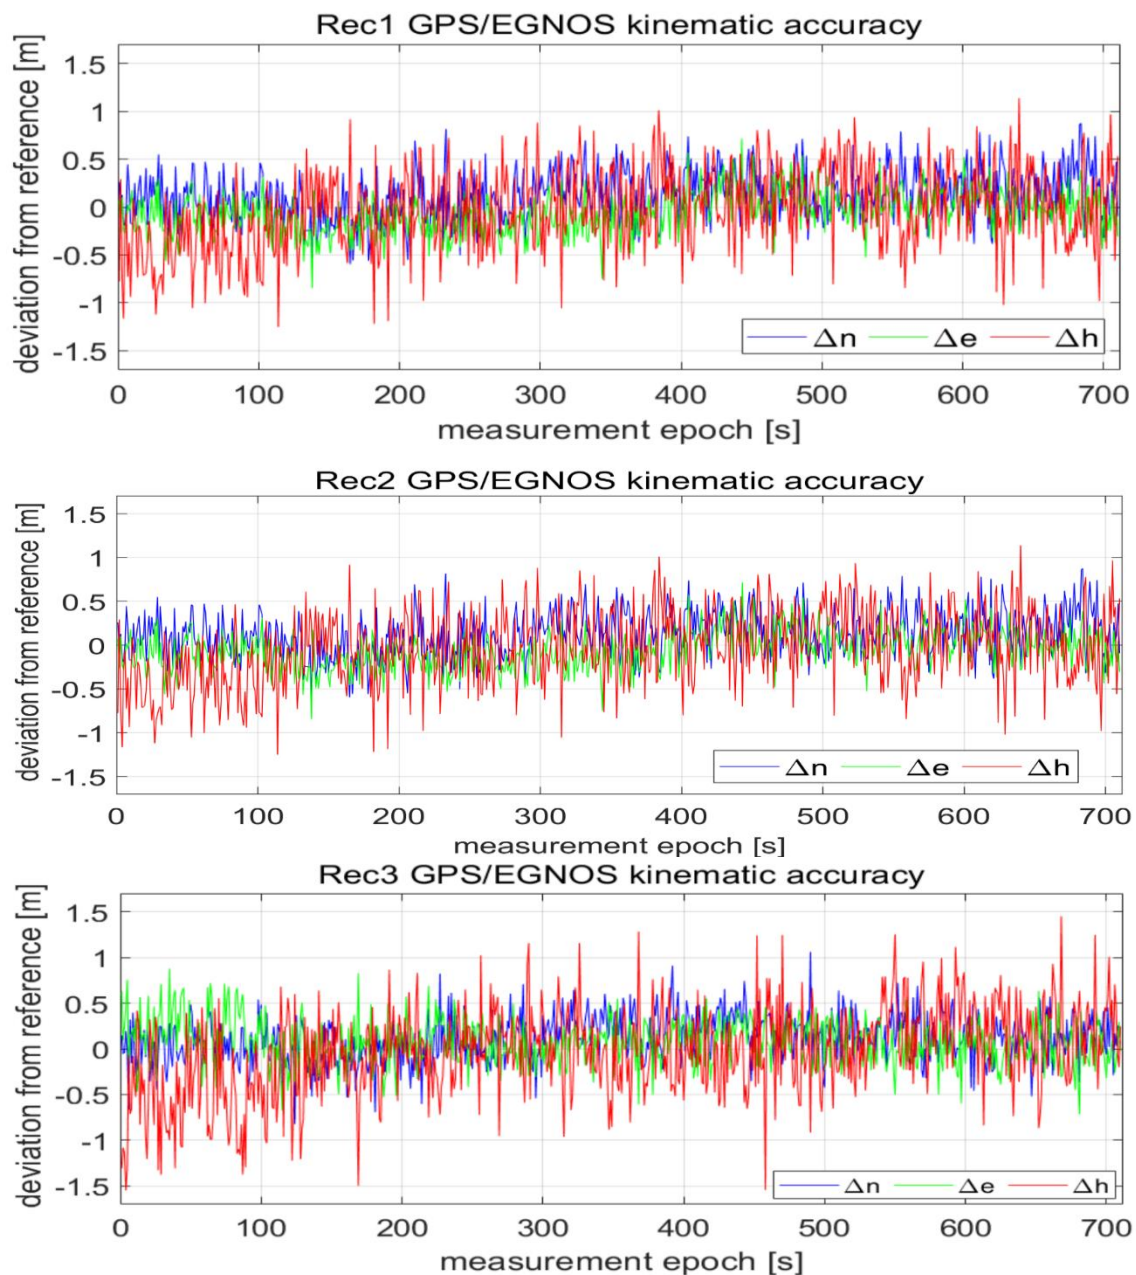 Rec1 GPS/EGNOS kinematic accuracy
deviation from reference [m]
1.5
1
0.5
0
-0.5
-1
-1.5
Δn Δe Δh
0 100 200 300 400 500 600 700
measurement epoch [s]
Rec2 GPS/EGNOS kinematic accuracy
deviation from reference [m]
1.5
1
0.5
0
-0.5
-1
-1.5
Δn Δe Δh
0 100 200 300 400 500 600 700
measurement epoch [s]
Rec3 GPS/EGNOS kinematic accuracy
deviation from reference [m]
1.5
1
0.5
0
-0.5
-1
-1.5
Δn Δe Δh
0 100 200 300 400 500 600 700
measurement epoch [s]